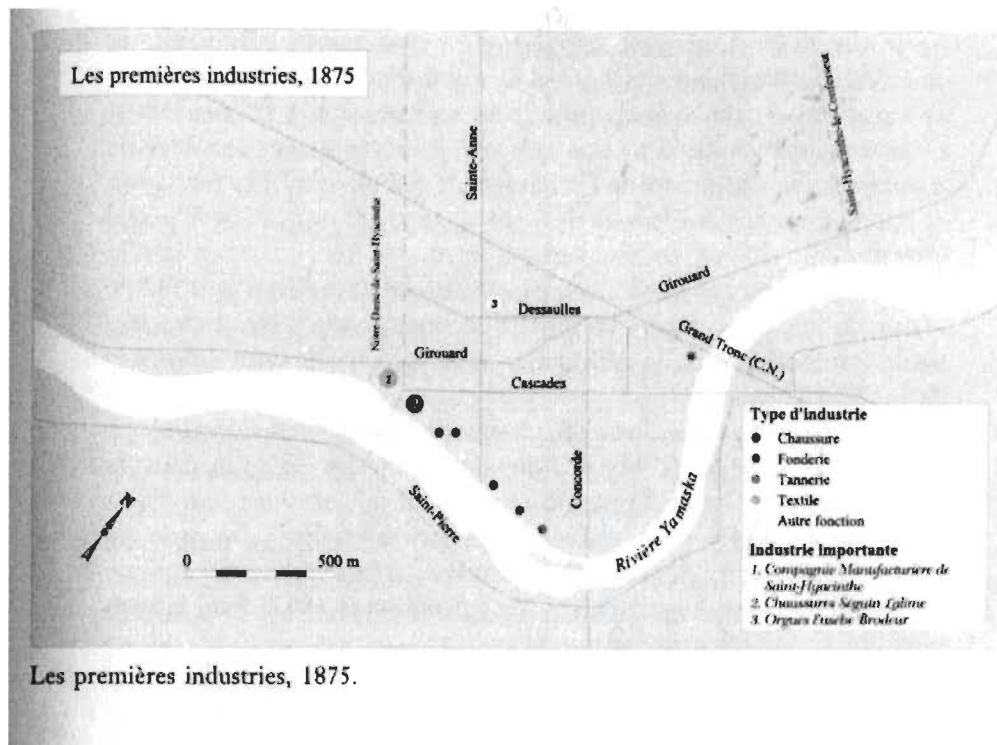 Les premières industries, 1875
Sainte-Anne
Saint-Hyacinthe-le-Confesseur
Notre-Dame-de-Saint-Hyacinthe
Girouard
3
Dessaulles
Grand Tronc (C.N.)
Girouard
1
Cascades
Saint-Pierre
Concorde
Rivière Yamaska
N
0 500 m
Type d'industrie
Chaussure
Fonderie
Tannerie
Textile
Autre fonction
Industrie importante
1. Compagnie Manufacturière de
Saint-Hyacinthe
2. Chaussures Séguin Lalime
3. Orgues Eusèbe Brodeur
Les premières industries, 1875.